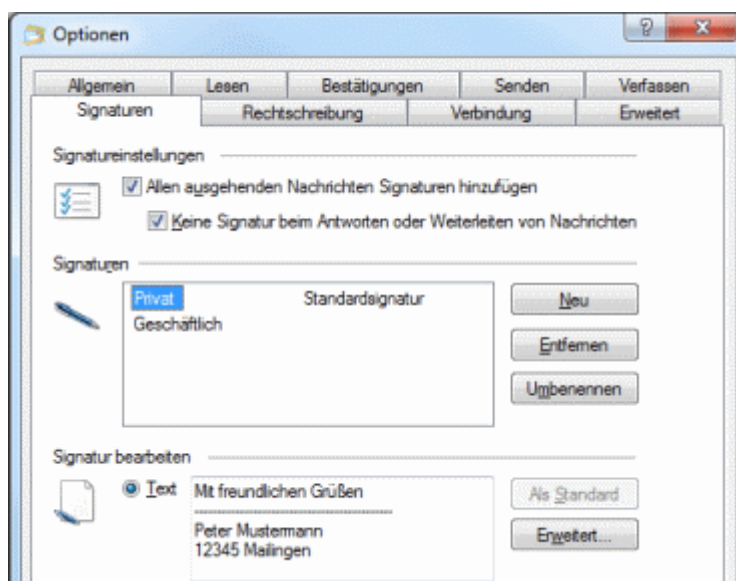 Optionen
Allgemein Lesen Bestätigungen Senden Verfassen
Signaturen Rechtschreibung Verbindung Erweitert
Signatureinstellungen
Allen ausgehenden Nachrichten Signaturen hinzufügen
Keine Signatur beim Antworten oder Weiterleiten von Nachrichten
Signaturen
Privat Standardsignatur
Geschäftlich
Neu
Entfernen
Umbenennen
Signatur bearbeiten
Text
Mit freundlichen Grüßen
----------------------------------------
Peter Mustermann
12345 Mailingen
Als Standard
Erweitert...